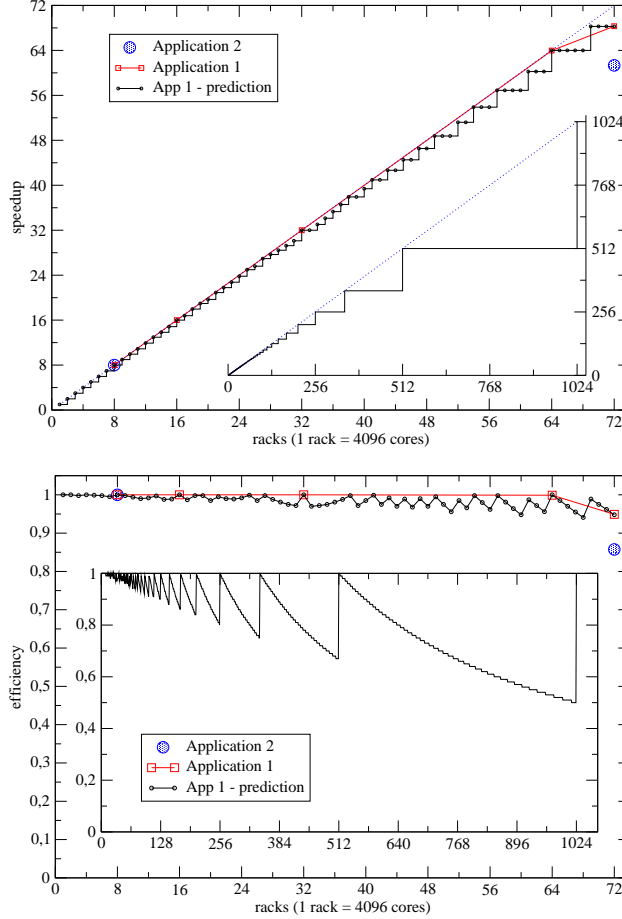 72
64
56
48
40
32
24
16
8
0
speedup
Application 2
Application 1
App 1 - prediction
1024
768
512
256
0
0 256 512 768 1024
0 8 16 24 32 40 48 56 64 72
racks (1 rack = 4096 cores)
1
0,9
0,8
0,7
0,6
0,5
0,4
0,3
0,2
0,1
0
efficiency
1
0,8
0,6
0,4
0,2
0
Application 2
Application 1
App 1 - prediction
0 128 256 384 512 640 768 896 1024
0 8 16 24 32 40 48 56 64 72
racks (1 rack = 4096 cores)